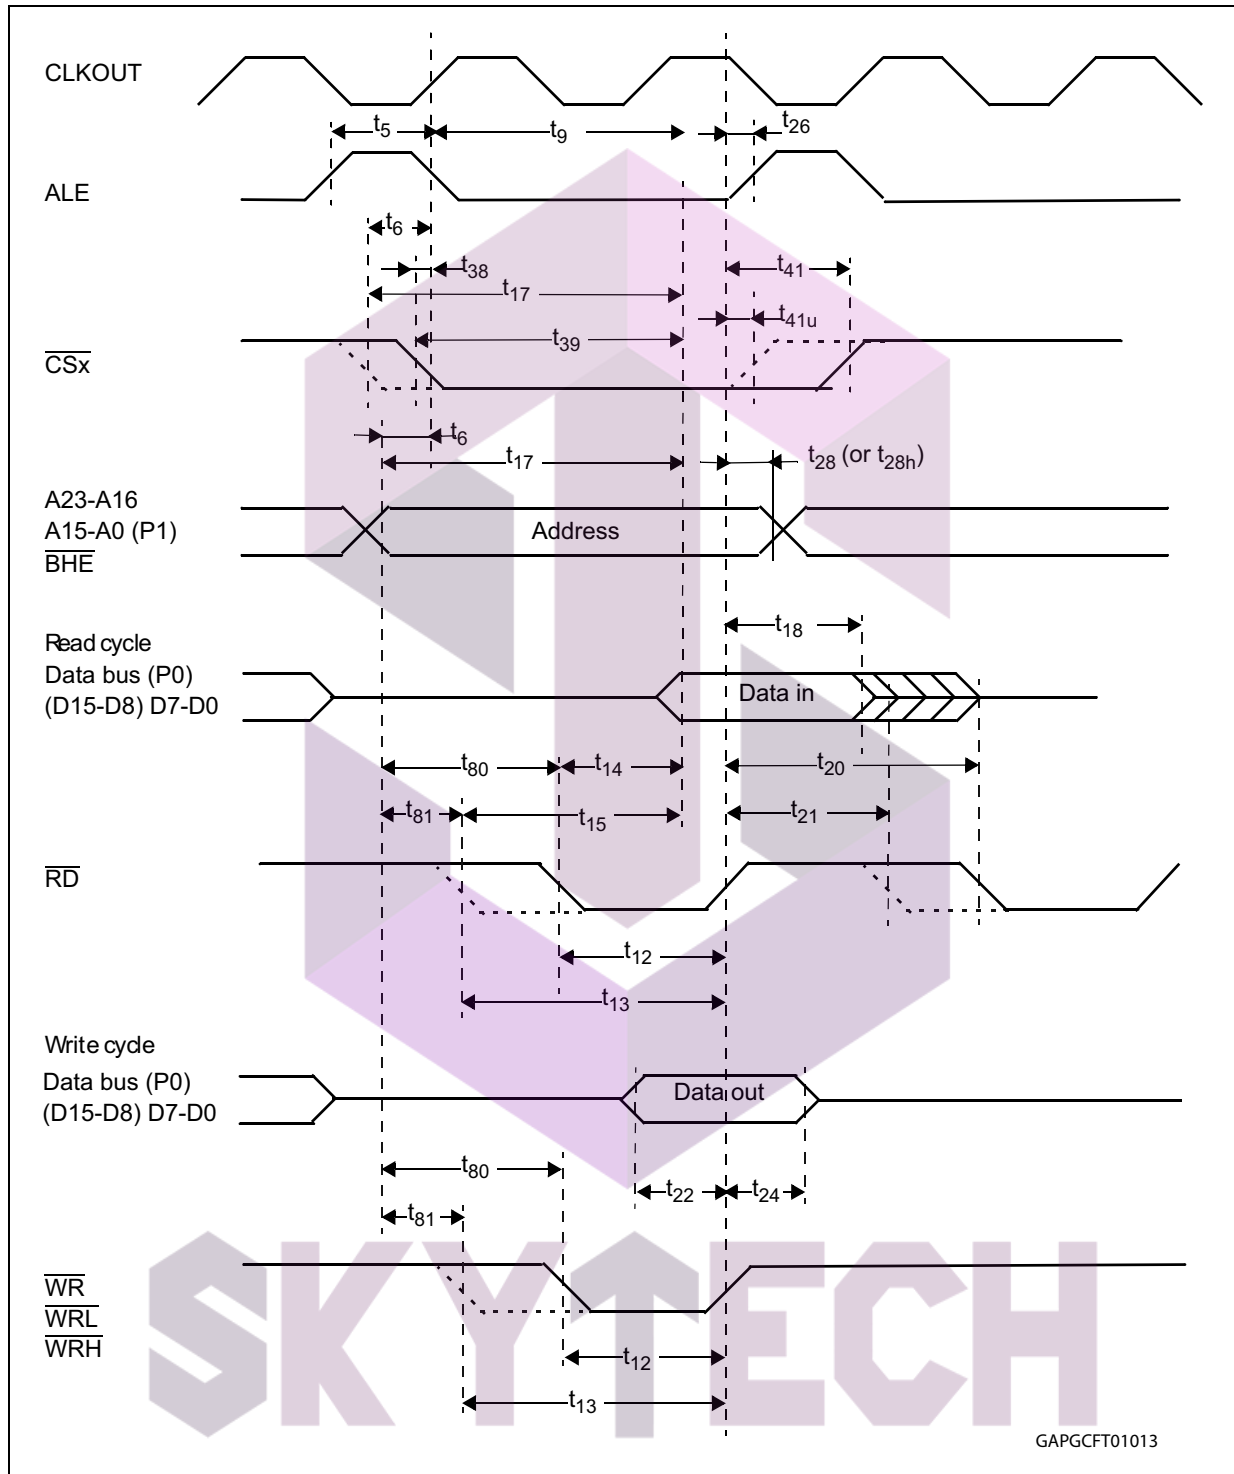 CLKOUT
t5
t9
t26
ALE
t6
t38
t41
t17
t41u
t39
CSx
t6
t17
t28 (or t28h)
A23-A16
A15-A0 (P1)
Address
BHE
t18
Read cycle
Data bus (P0)
Data in
(D15-D8) D7-D0
t80
t14
t20
t81
t15
t21
RD
t12
t13
Write cycle
Data bus (P0)
Data out
(D15-D8) D7-D0
t80
t22
t24
t81
WR
WRL
WRH
t12
t13
SKYTECH
GAPGCFT01013